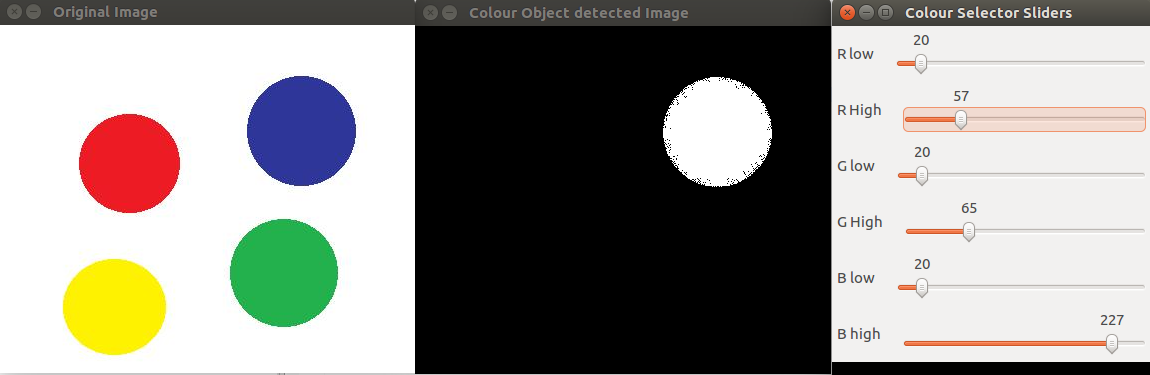 Original Image
Colour Object detected Image
Colour Selector Sliders
20
R low
57
R High
20
G low
65
G High
20
B low
227
B high